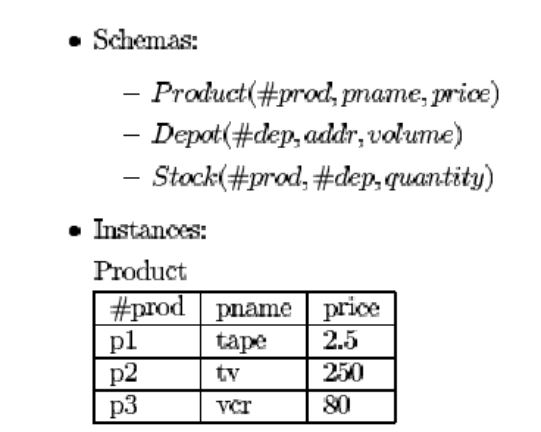 • Schemas:
– Product(#prod, pname, price)
– Depot(#dep, addr, volume)
– Stock(#prod, #dep, quantity)
• Instances:
Product
#prod pname price
p1 tape 2.5
p2 tv 250
p3 vcr 80